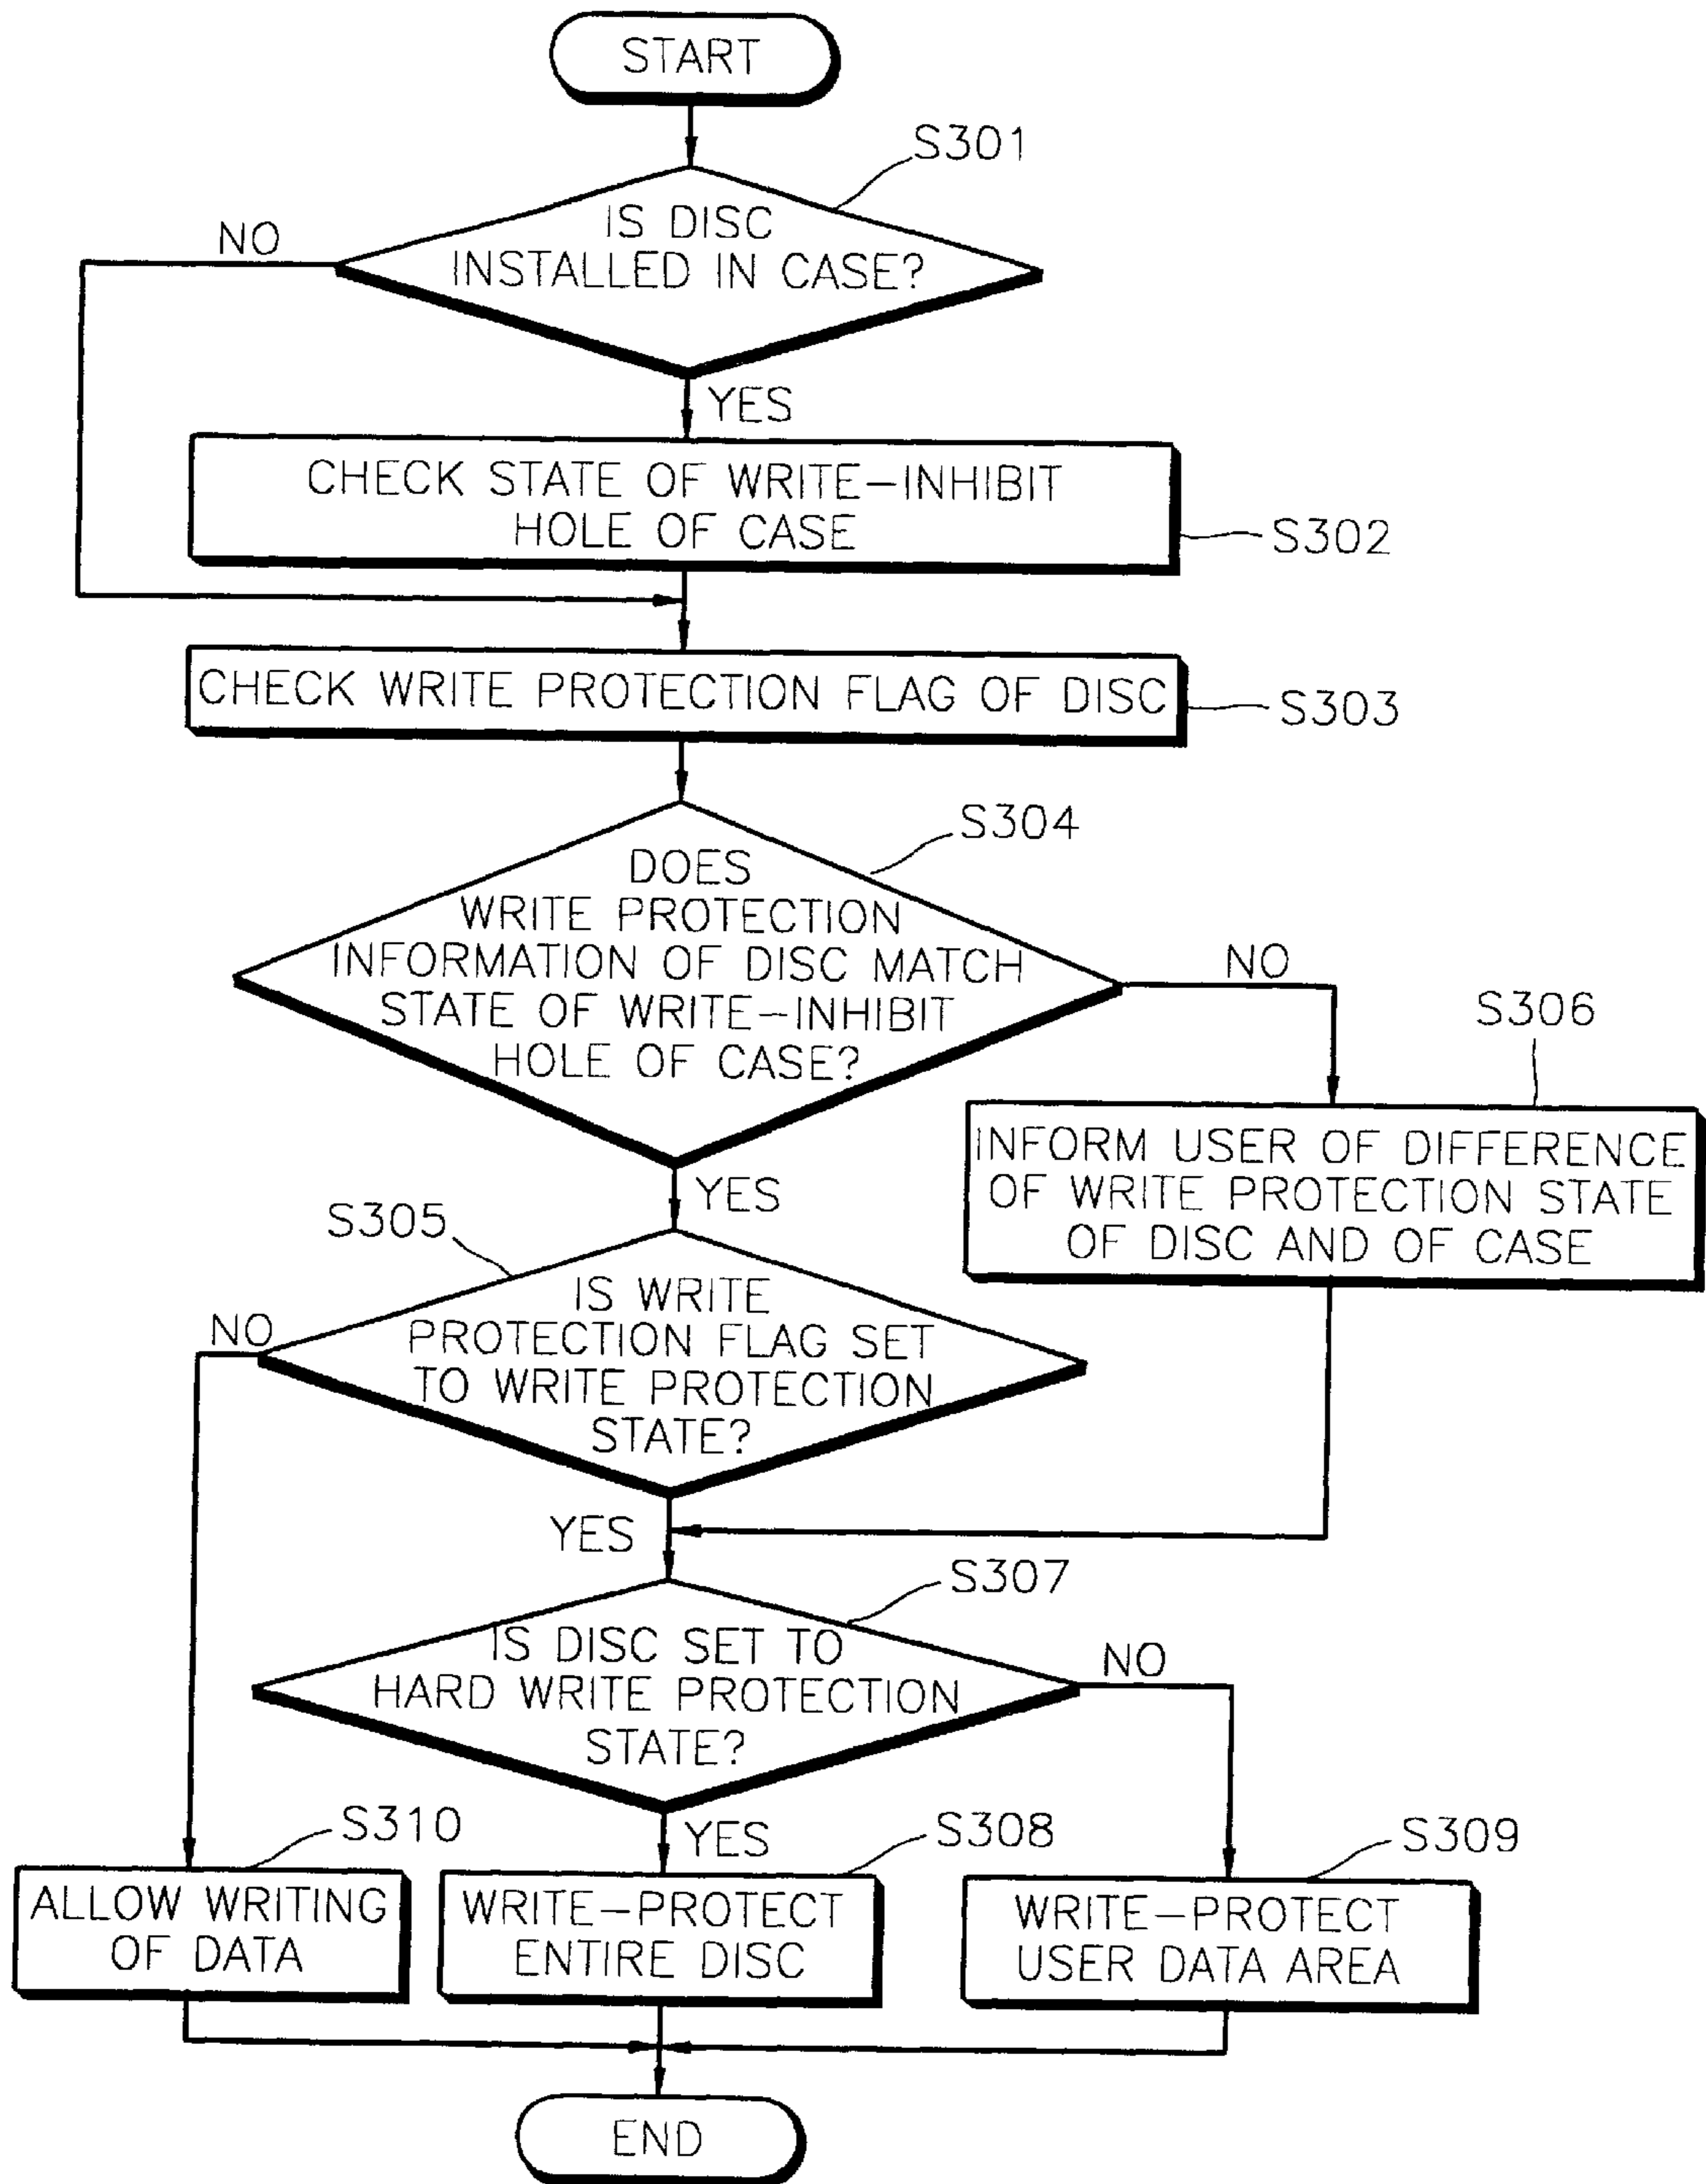 START
S301
IS DISC
INSTALLED IN CASE?
NO
YES
CHECK STATE OF WRITE-INHIBIT
HOLE OF CASE
S302
CHECK WRITE PROTECTION FLAG OF DISC
S303
S304
DOES
WRITE PROTECTION
INFORMATION OF DISC MATCH
STATE OF WRITE-INHIBIT
HOLE OF CASE?
NO
S306
INFORM USER OF DIFFERENCE
OF WRITE PROTECTION STATE
OF DISC AND OF CASE
YES
S305
IS WRITE
PROTECTION FLAG SET
TO WRITE PROTECTION
STATE?
NO
YES
S307
IS DISC SET TO
HARD WRITE PROTECTION
STATE?
NO
YES
S310
ALLOW WRITING
OF DATA
S308
WRITE-PROTECT
ENTIRE DISC
S309
WRITE-PROTECT
USER DATA AREA
END